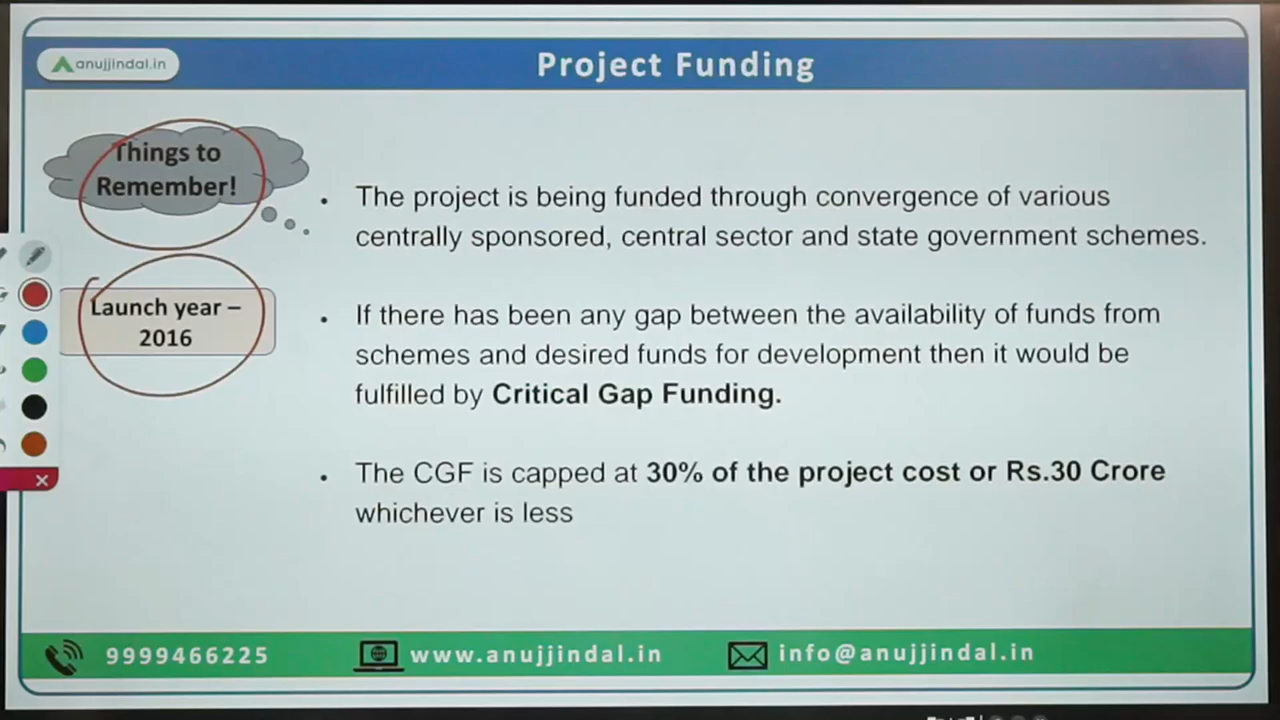 anujjindal.in
Project Funding
Things to
Remember!
Launch year –
2016
• The project is being funded through convergence of various
centrally sponsored, central sector and state government schemes.
• If there has been any gap between the availability of funds from
schemes and desired funds for development then it would be
fulfilled by Critical Gap Funding.
• The CGF is capped at 30% of the project cost or Rs.30 Crore
whichever is less
9999466225
www.anujjindal.in
info@anujjindal.in